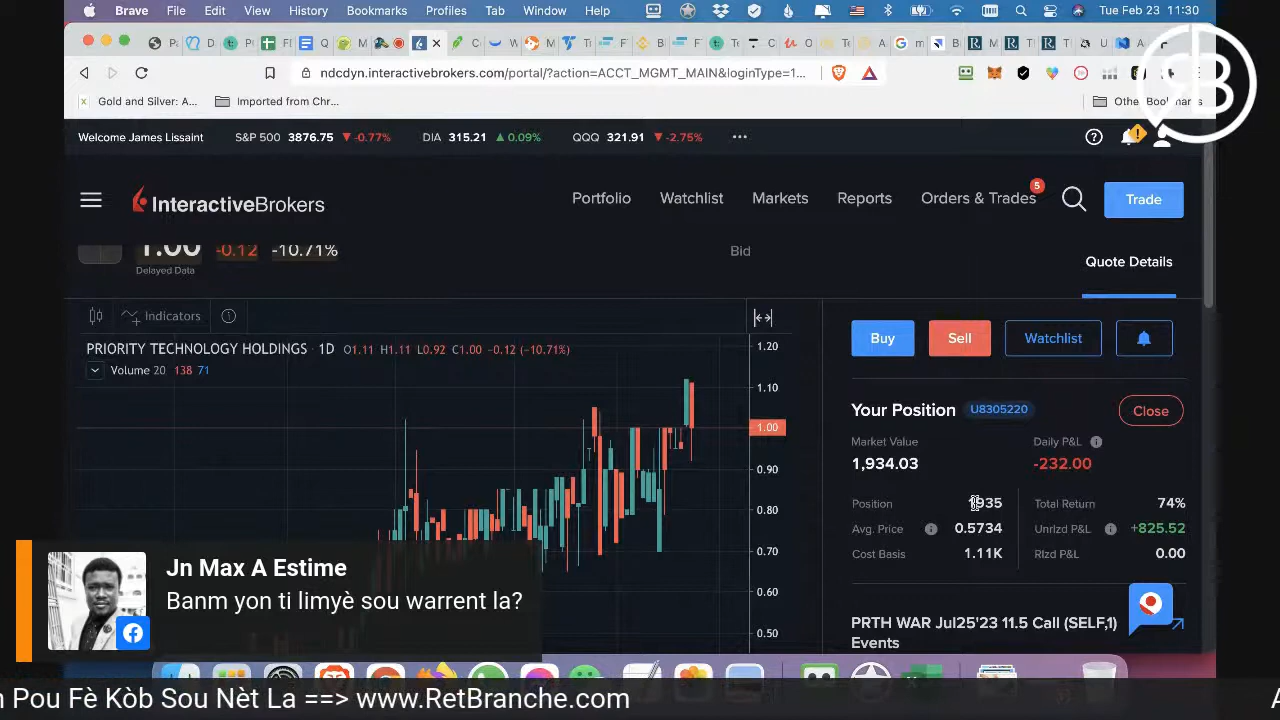 Brave File Edit View History Bookmarks Profiles Tab Window Help Tue Feb 23 11:30
ndcdyn.interactivebrokers.com/portal/?action=ACCT_MGMT_MAIN&loginType=1...
Gold and Silver: A... Imported from Chr...
Welcome James Lissaint S&P 500 3876.75 ▼-0.77% DIA 315.21 ▲0.09% QQQ 321.91 ▼-2.75% •••
InteractiveBrokers Portfolio Watchlist Markets Reports Orders & Trades 5 Trade
1.00 -0.12 -10.71% Bid
Delayed Data
Quote Details
Indicators
PRIORITY TECHNOLOGY HOLDINGS · 1D O1.11 H1.11 L0.92 C1.00 -0.12 (-10.71%)
Volume 20 138 71
1.20
1.10
1.00
0.90
0.80
0.70
0.60
0.50
Buy Sell Watchlist
Your Position U8305220 Close
Market Value Daily P&L
1,934.03 -232.00
Position 1935 Total Return 74%
Avg. Price 0.5734 Unrlzd P&L +825.52
Cost Basis 1.11K Rlzd P&L 0.00
PRTH WAR Jul25'23 11.5 Call (SELF,1)
Events
Jn Max A Estime
Banm yon ti limyè sou warrent la?
Pou Fè Kòb Sou Nèt La ==> www.RetBranche.com